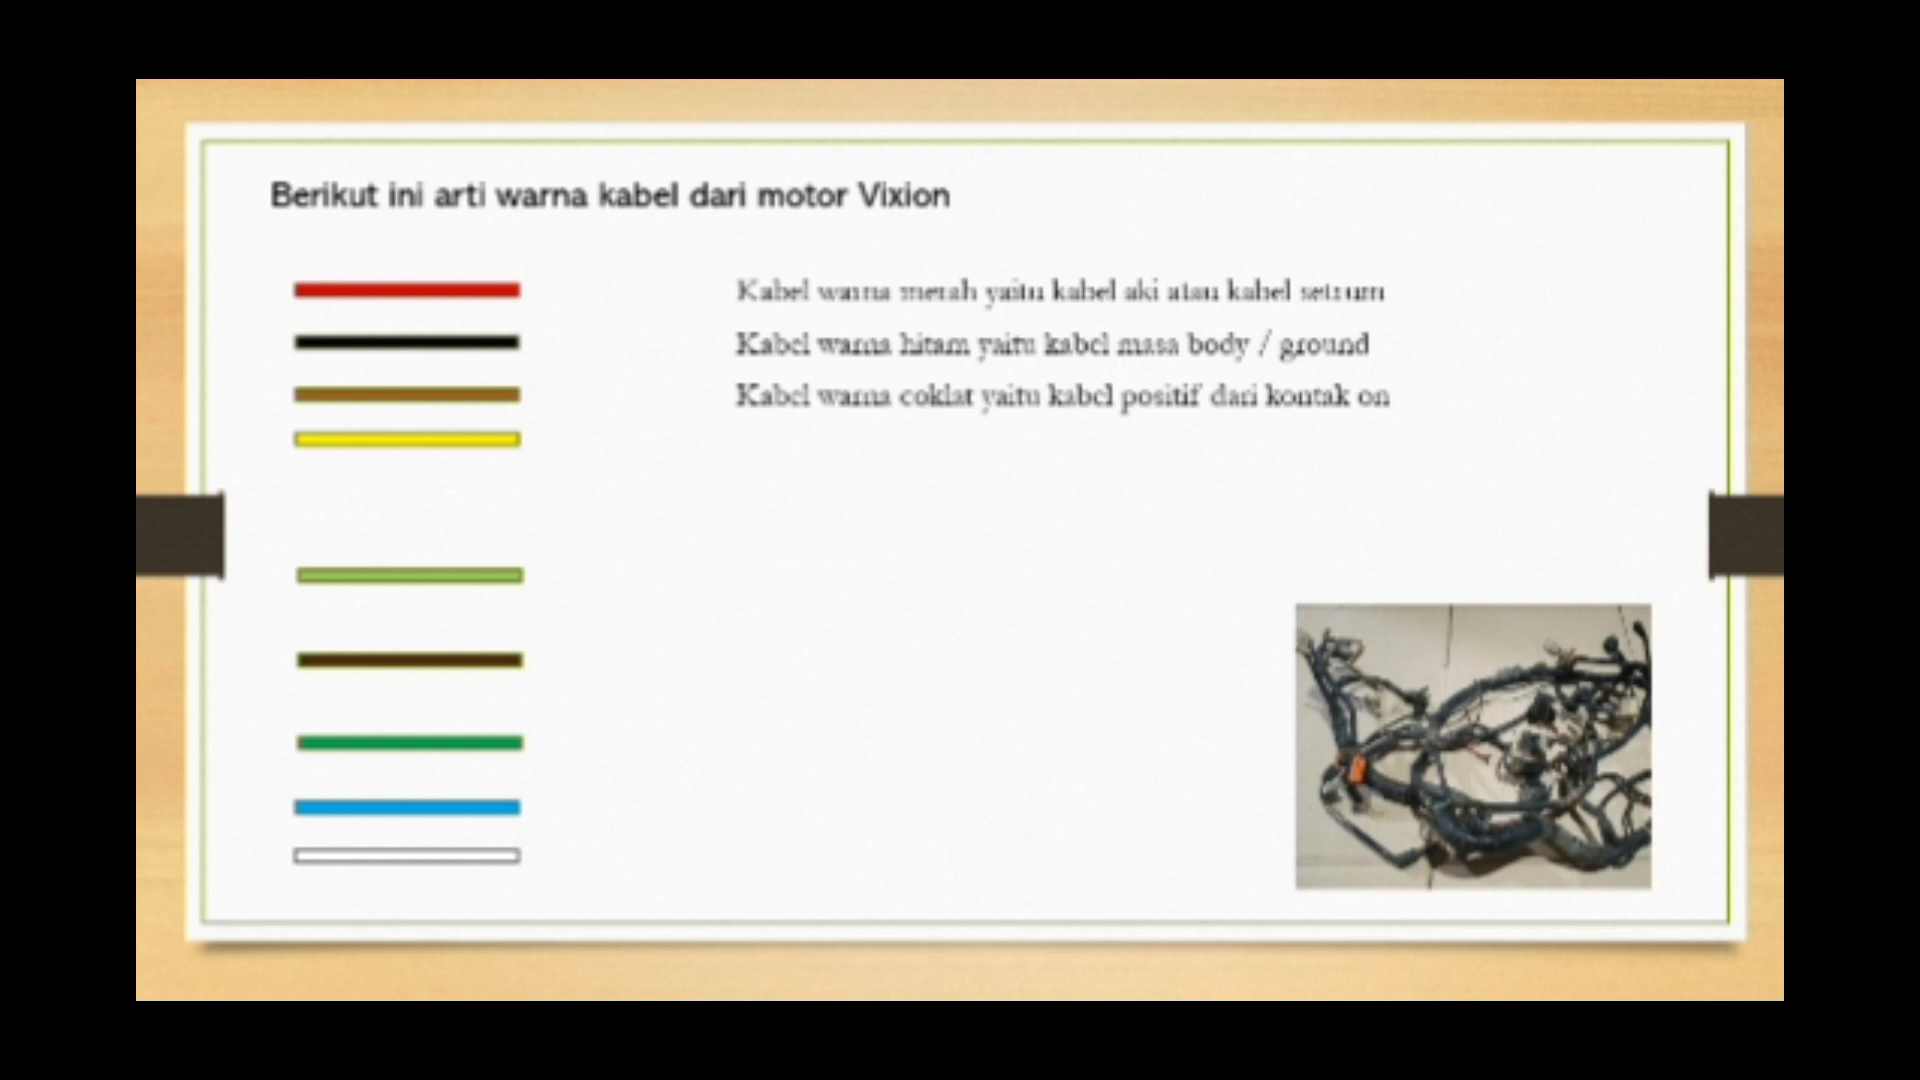 Berikut ini arti warna kabel dari motor Vixion
Kabel warna merah yaitu kabel aki atau kabel setrum
Kabel warna hitam yaitu kabel masa body / ground
Kabel warna coklat yaitu kabel positif dari kontak on